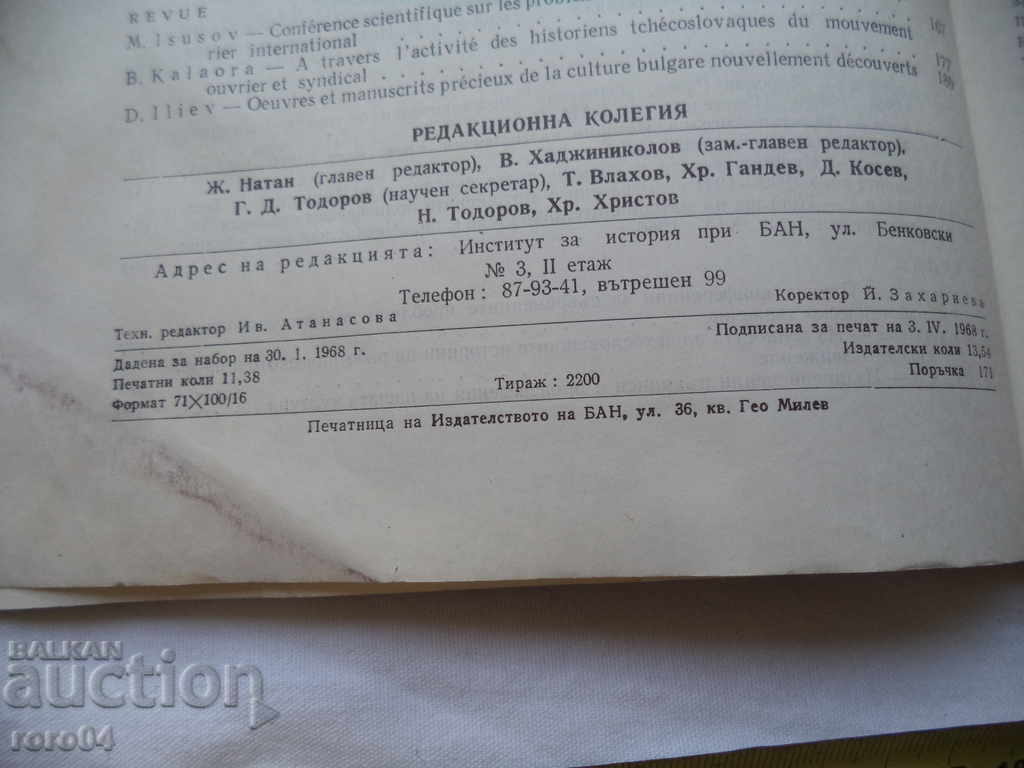 REVUE
M. Isusov — Conférence scientifique sur les
rier international
B. Kalaora — A travers l'activité des historiens tchécoslovaques du mouvement 167
ouvrier et syndical 177
D. Iliev — Oeuvres et manuscrits précieux de la culture bulgare nouvellement découverts
РЕДАКЦИОННА КОЛЕГИЯ
Ж. Натан (главен редактор), В. Хаджиниколов (зам.-главен редактор),
Г. Д. Тодоров (научен секретар), Т. Влахов, Хр. Гандев, Д. Косев,
Н. Тодоров, Хр. Христов
Адрес на редакцията: Институт за история при БАН, ул. Бенковски
№ 3, II етаж
Телефон: 87-93-41, вътрешен 99
Техн. редактор Ив. Атанасова Коректор Й. Захариева
Дадена за набор на 30. I. 1968 г. Подписана за печат на 3. IV. 1968 г.
Печатни коли 11,38 Издателски коли 13,54
Формат 71×100/16 Тираж: 2200 Поръчка 171
Печатница на Издателството на БАН, ул. 36, кв. Гео Милев
BALKAN
auction
roro04